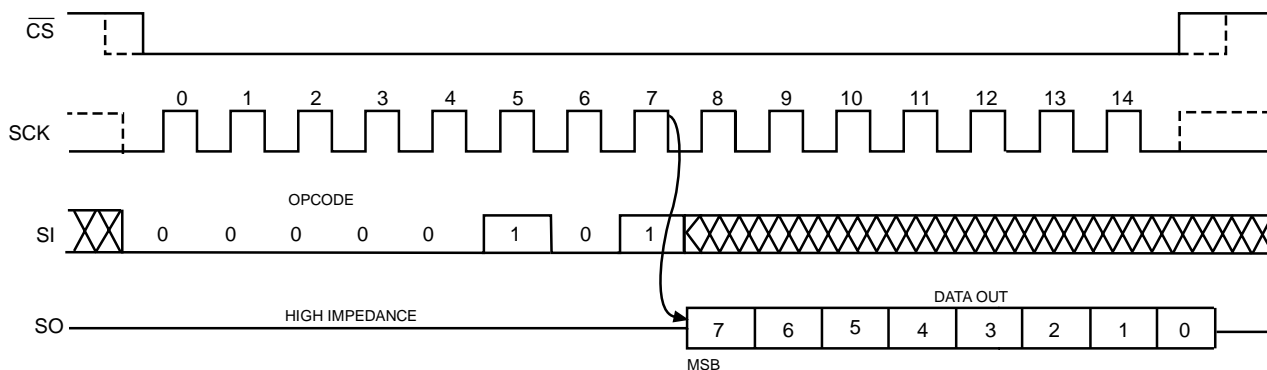 CS
0 1 2 3 4 5 6 7 8 9 10 11 12 13 14
SCK
OPCODE
SI 0 0 0 0 0 1 0 1
HIGH IMPEDANCE
DATA OUT
SO 7 6 5 4 3 2 1 0
MSB